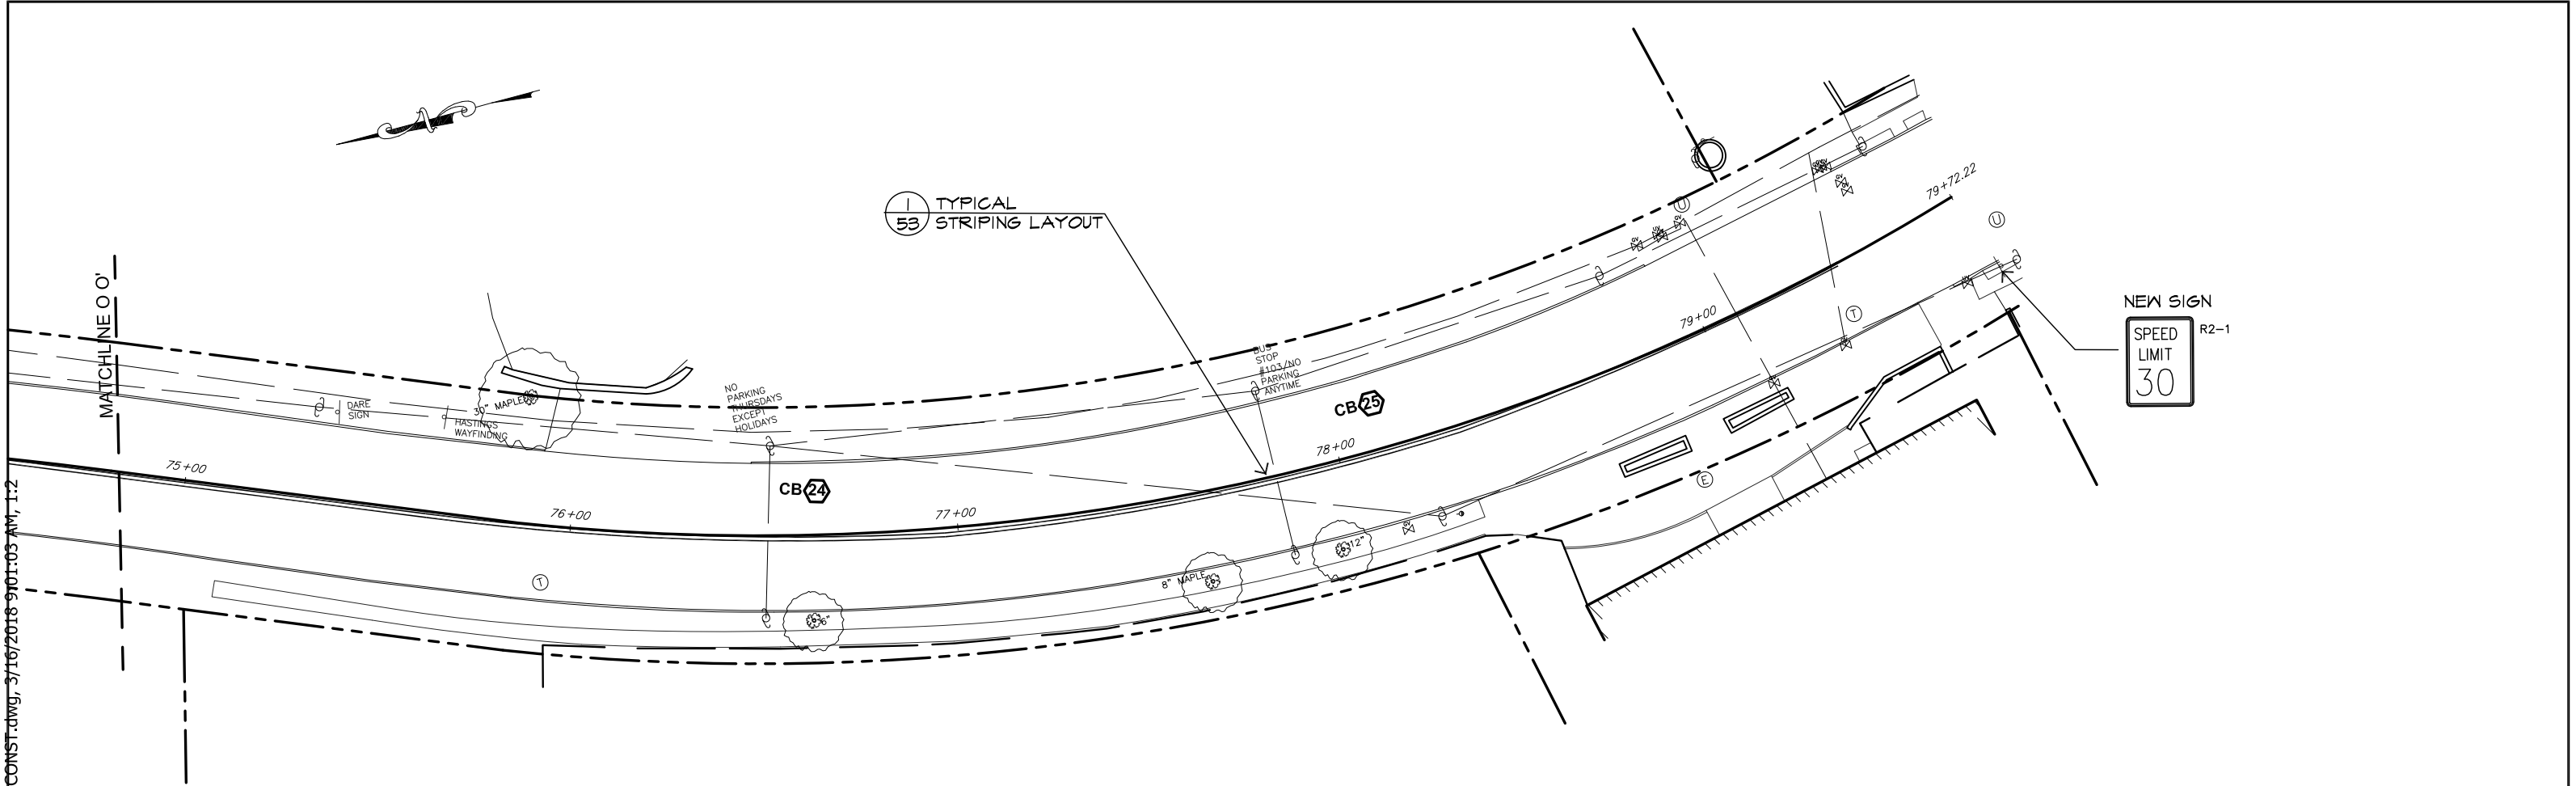 N
1
53
TYPICAL
STRIPING LAYOUT
79+72.22
U
U
MATCHLINE O O'
NEW SIGN
SPEED
LIMIT
30
R2-1
79+00
T
BUS
STOP
#103/NO
PARKING
ANYTIME
NO
PARKING
THURSDAYS
EXCEPT
HOLIDAYS
DARE
SIGN
30" MAPLE
HASTINGS
WAYFINDING
CB 25
78+00
75+00
CB 24
76+00
77+00
E
12"
8" MAPLE
T
6"
CONST.dwg, 3/16/2018 9:01:03 AM, 1:2